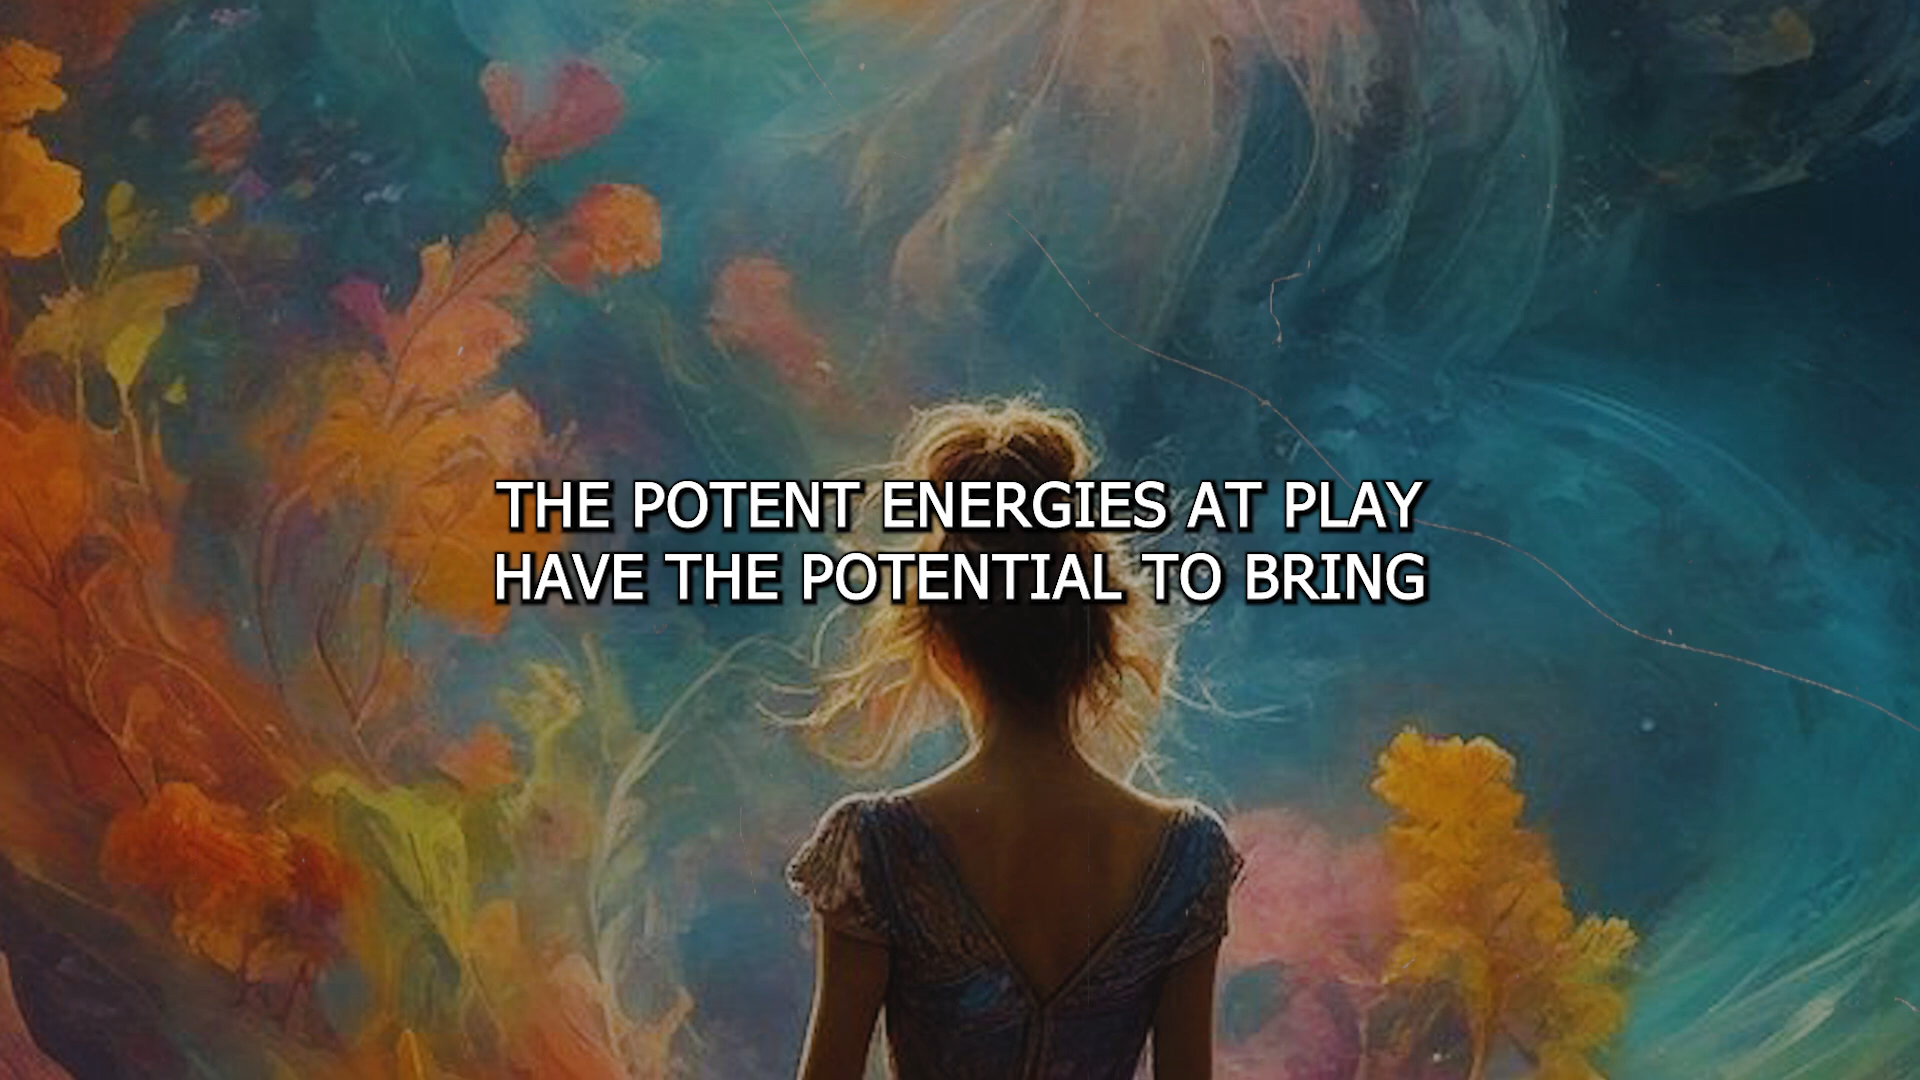 THE POTENT ENERGIES AT PLAY
HAVE THE POTENTIAL TO BRING